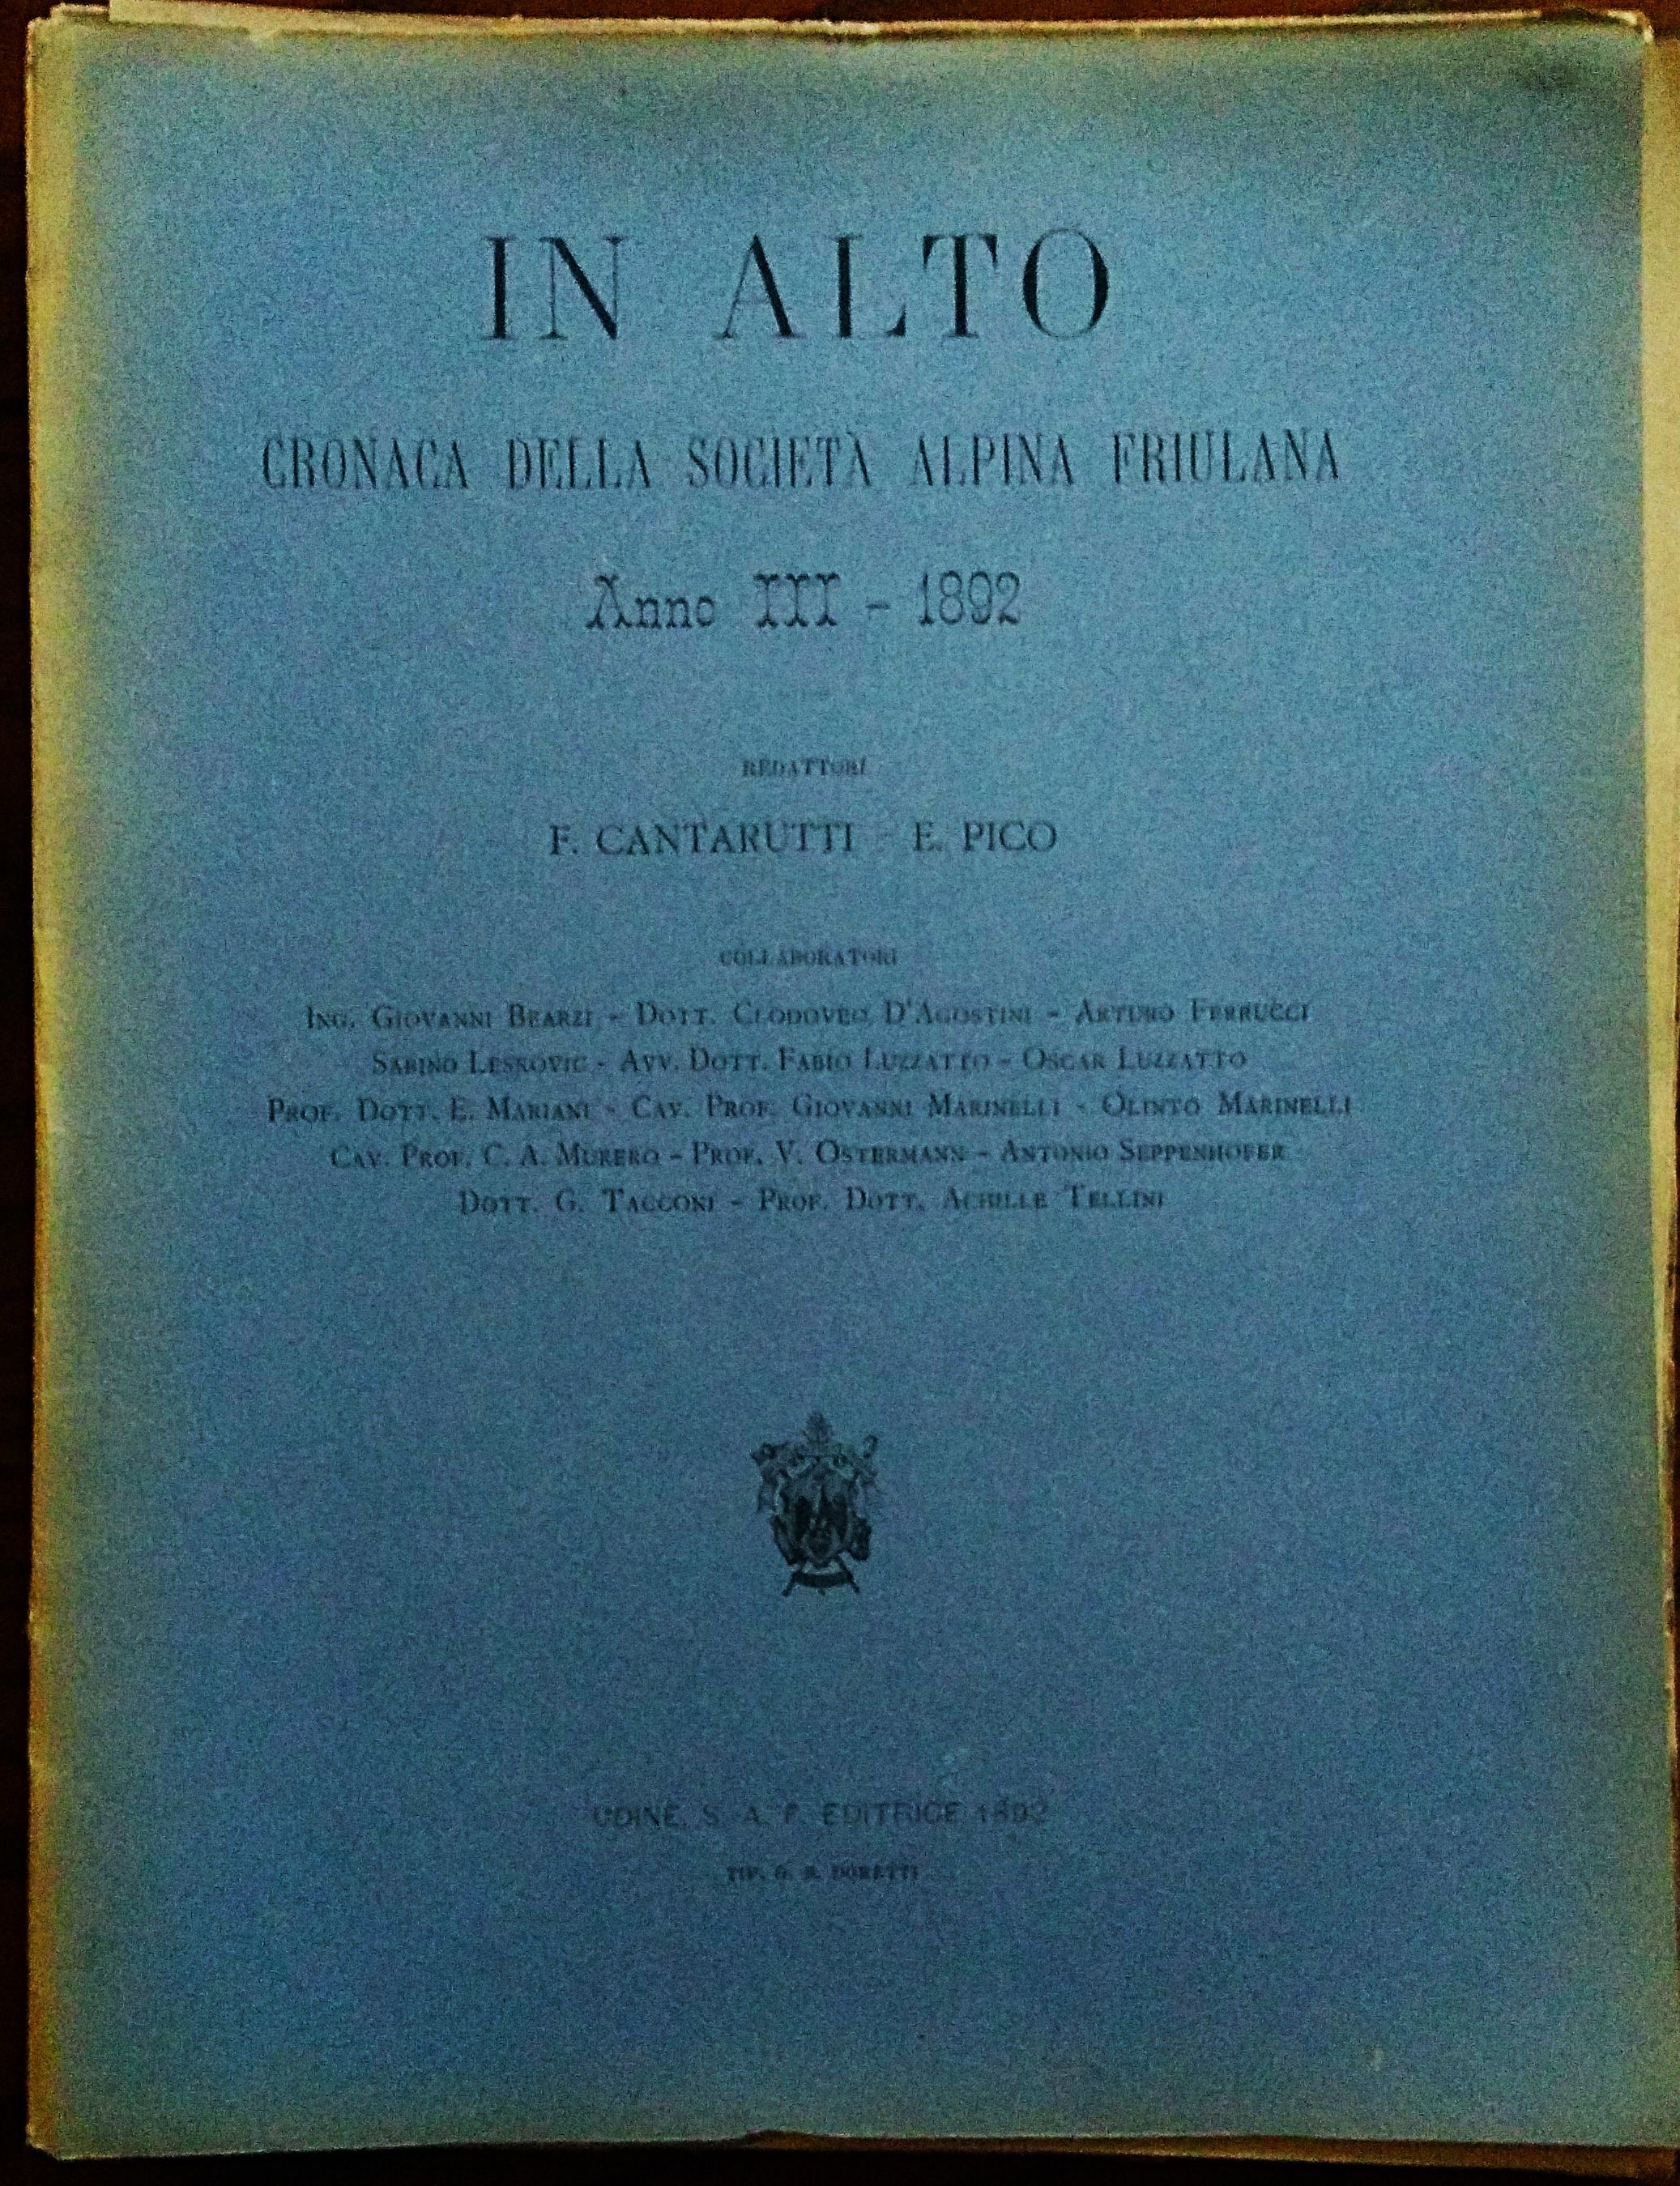 IN ALTO
CRONACA DELLA SOCIETÀ ALPINA FRIULANA
Anno III - 1892
REDATTORI
F. CANTARUTTI - E. PICO
COLLABORATORI
ING. GIOVANNI BEARZI - DOTT. CLODOVEO D'AGOSTINI - ARTURO FERRUCCI
SABINO LESKOVIC - AVV. DOTT. FABIO LUZZATTO - OSCAR LUZZATTO
PROF. DOTT. E. MARIANI - CAV. PROF. GIOVANNI MARINELLI - OLINTO MARINELLI
CAV. PROF. C. A. MURERO - PROF. V. OSTERMANN - ANTONIO SEPPENHOFER
DOTT. G. TACCONI - PROF. DOTT. ACHILLE TELLINI
UDINE, S. A. F. EDITRICE 1892
TIP. G. B. DORETTI